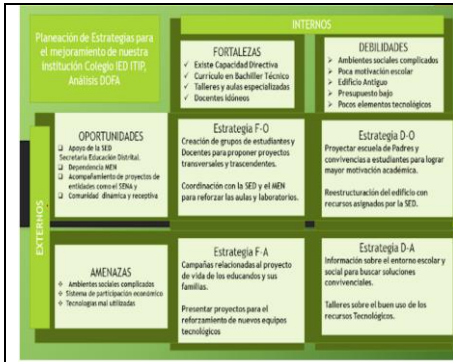 Planeación de Estrategias para
el mejoramiento de nuestra
institución Colegio IED ITIP,
Análisis DOFA
INTERNOS
FORTALEZAS
✓ Existe Capacidad Directiva
✓ Currículo en Bachiller Técnico
✓ Talleres y aulas especializadas
✓ Docentes idóneos
DEBILIDADES
➤ Ambientes sociales complicados
➤ Poca motivación escolar
➤ Edificio Antiguo
➤ Presupuesto bajo
➤ Pocos elementos tecnológicos
EXTERNOS
OPORTUNIDADES
❑ Apoyo de la SED
Secretaria Educación Distrital.
❑ Dependencia MEN
❑ Acompañamiento de proyectos de
entidades como el SENA y
❑ Comunidad dinámica y receptiva
Estrategia F-O
Creación de grupos de estudiantes y
Docentes para proponer proyectos
transversales y trascendentes.
Coordinación con la SED y el MEN
para reforzar las aulas y laboratorios.
Estrategia D-O
Proyectar escuela de Padres y
convivencias a estudiantes para lograr
mayor motivación académica.
Reestructuración del edificio con
recursos asignados por la SED.
AMENAZAS
❖ Ambientes sociales complicados
❖ Sistema de participación económico
❖ Tecnologías mal utilizadas
Estrategia F-A
Campañas relacionadas al proyecto
de vida de los educandos y sus
familias.
Presentar proyectos para el
reforzamiento de nuevos equipos
tecnológicos
Estrategia D-A
Información sobre el entorno escolar y
social para buscar soluciones
convivenciales.
Talleres sobre el buen uso de los
recursos Tecnológicos.